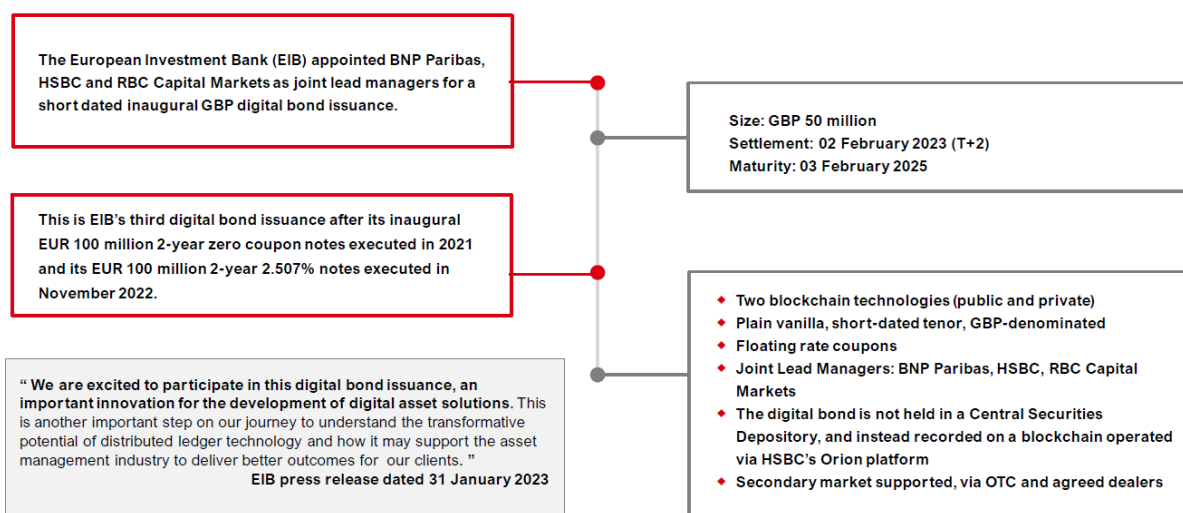 The European Investment Bank (EIB) appointed BNP Paribas,
HSBC and RBC Capital Markets as joint lead managers for a
short dated inaugural GBP digital bond issuance.
Size: GBP 50 million
Settlement: 02 February 2023 (T+2)
Maturity: 03 February 2025
This is EIB’s third digital bond issuance after its inaugural
EUR 100 million 2-year zero coupon notes executed in 2021
and its EUR 100 million 2-year 2.507% notes executed in
November 2022.
Two blockchain technologies (public and private)
Plain vanilla, short-dated tenor, GBP-denominated
Floating rate coupons
Joint Lead Managers: BNP Paribas, HSBC, RBC Capital
Markets
The digital bond is not held in a Central Securities
Depository, and instead recorded on a blockchain operated
via HSBC’s Orion platform
Secondary market supported, via OTC and agreed dealers
“ We are excited to participate in this digital bond issuance, an
important innovation for the development of digital asset solutions. This
is another important step on our journey to understand the transformative
potential of distributed ledger technology and how it may support the asset
management industry to deliver better outcomes for our clients. ”
EIB press release dated 31 January 2023